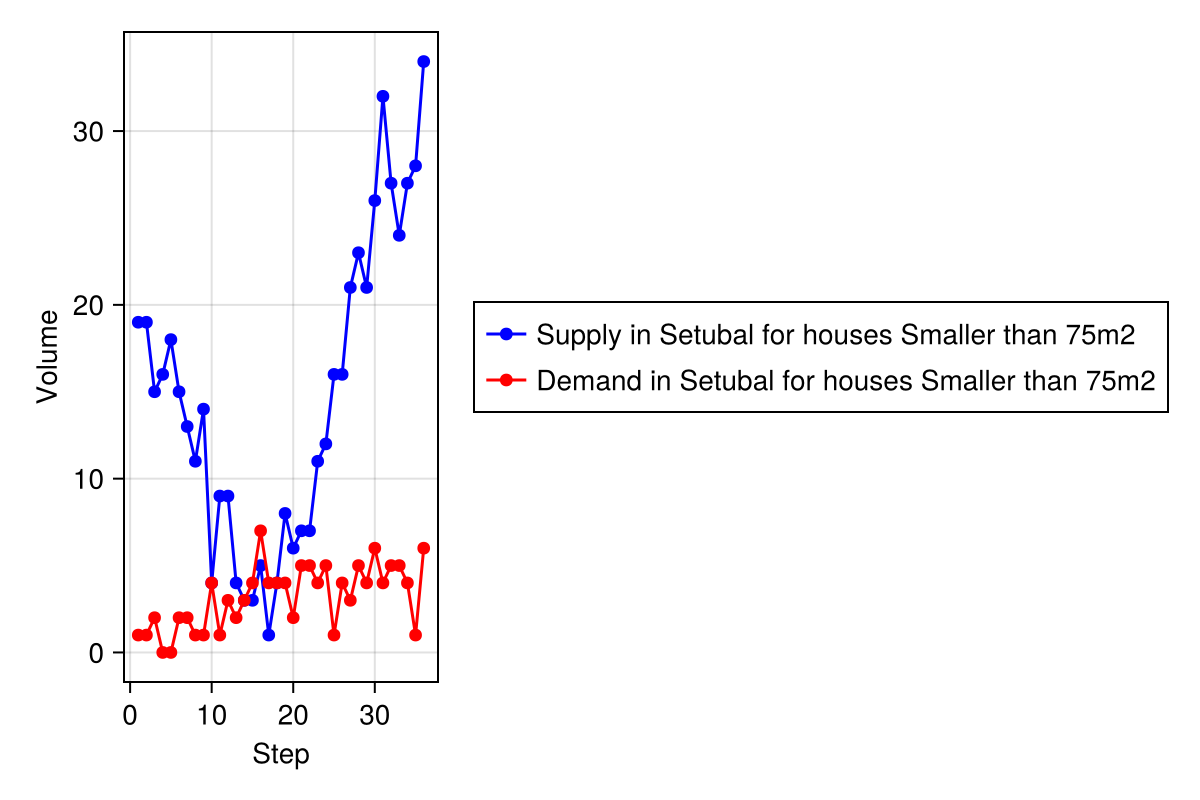 30
20
10
0
Volume
0 10 20 30
Step
Supply in Setubal for houses Smaller than 75m2
Demand in Setubal for houses Smaller than 75m2